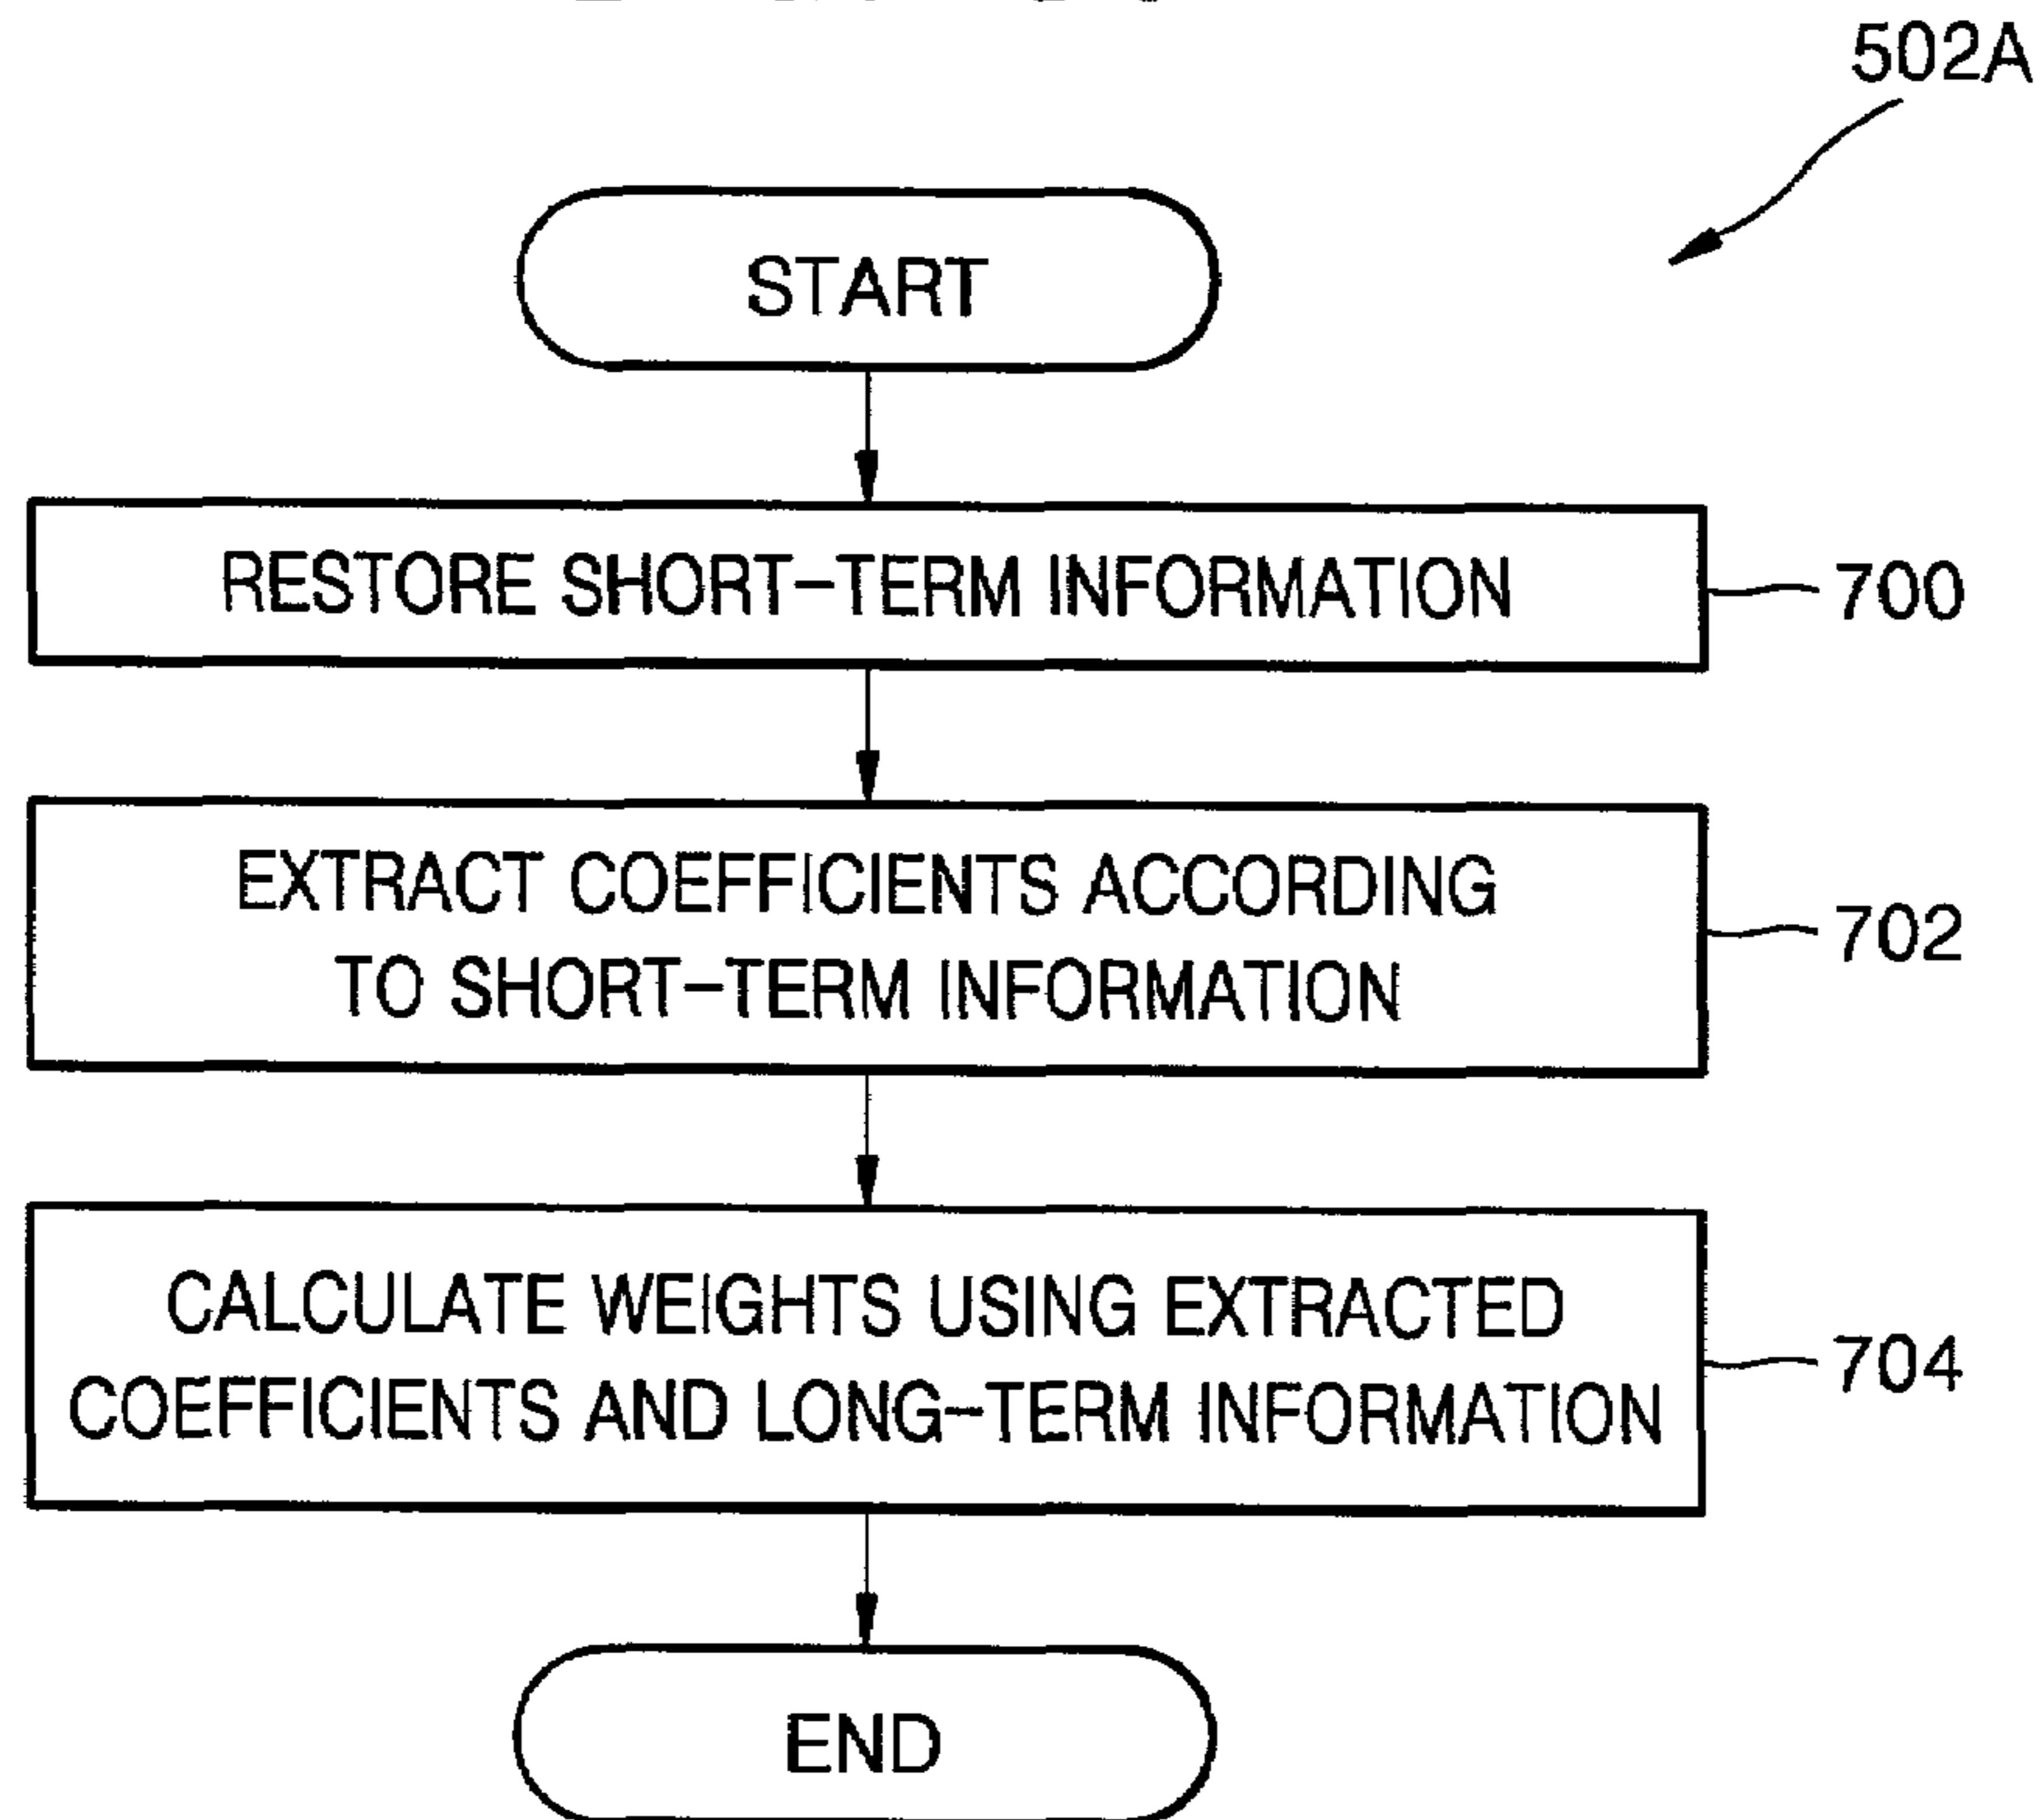 502A
START
RESTORE SHORT-TERM INFORMATION
700
EXTRACT COEFFICIENTS ACCORDING
TO SHORT-TERM INFORMATION
702
CALCULATE WEIGHTS USING EXTRACTED
COEFFICIENTS AND LONG-TERM INFORMATION
704
END